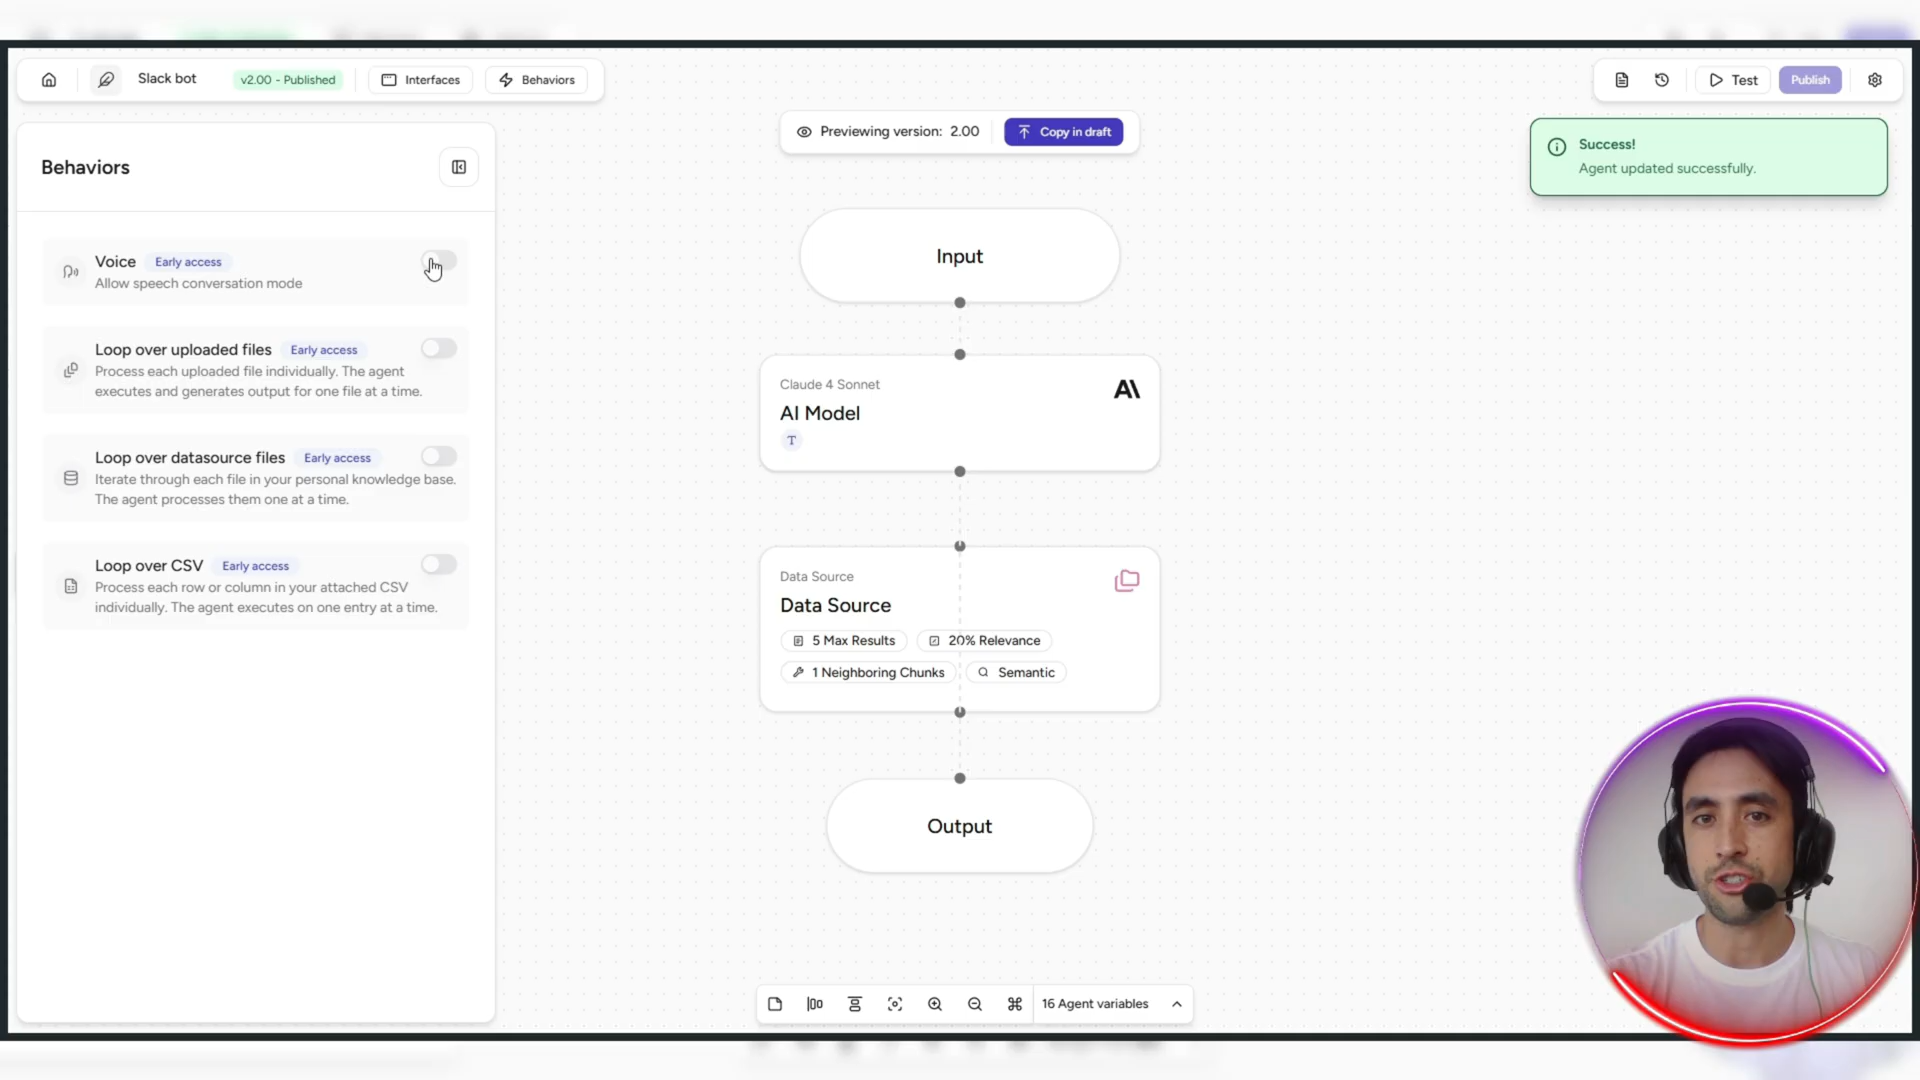 Slack bot
v2.00 - Published
Interfaces
Behaviors
Test
Publish
Previewing version: 2.00
Copy in draft
Success!
Agent updated successfully.
Behaviors
Voice
Early access
Allow speech conversation mode
Loop over uploaded files
Early access
Process each uploaded file individually. The agent
executes and generates output for one file at a time.
Loop over datasource files
Early access
Iterate through each file in your personal knowledge base.
The agent processes them one at a time.
Loop over CSV
Early access
Process each row or column in your attached CSV
individually. The agent executes on one entry at a time.
Input
Claude 4 Sonnet
AI Model
T
Data Source
Data Source
5 Max Results
20% Relevance
1 Neighboring Chunks
Semantic
Output
16 Agent variables